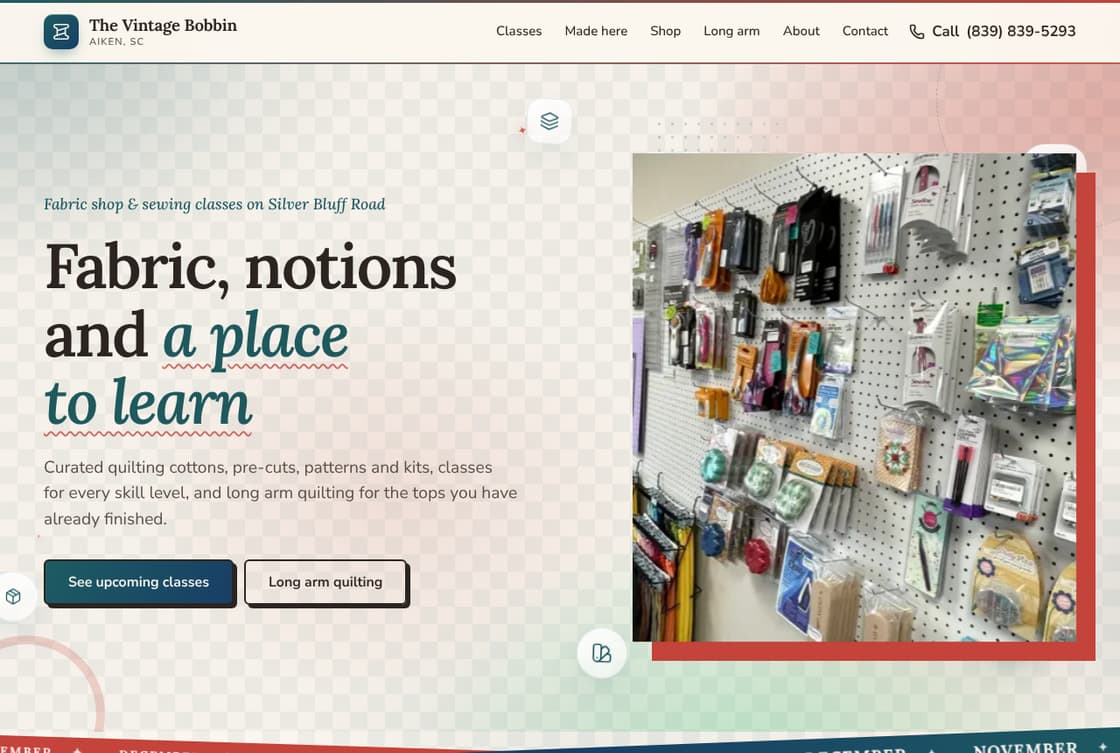 The Vintage Bobbin
AIKEN, SC
Classes
Made here
Shop
Long arm
About
Contact
Call (839) 839-5293
Fabric shop & sewing classes on Silver Bluff Road
Fabric, notions
and a place
to learn
Curated quilting cottons, pre-cuts, patterns and kits, classes
for every skill level, and long arm quilting for the tops you have
already finished.
See upcoming classes
Long arm quilting
NOVEMBER